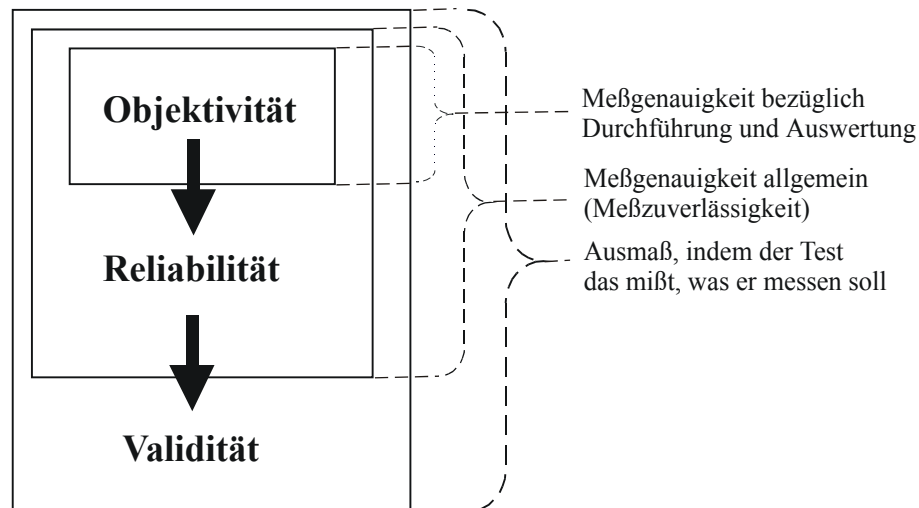 Objektivität
Meßgenauigkeit bezüglich
Durchführung und Auswertung
Meßgenauigkeit allgemein
(Meßzuverlässigkeit)
Reliabilität
Ausmaß, indem der Test
das mißt, was er messen soll
Validität